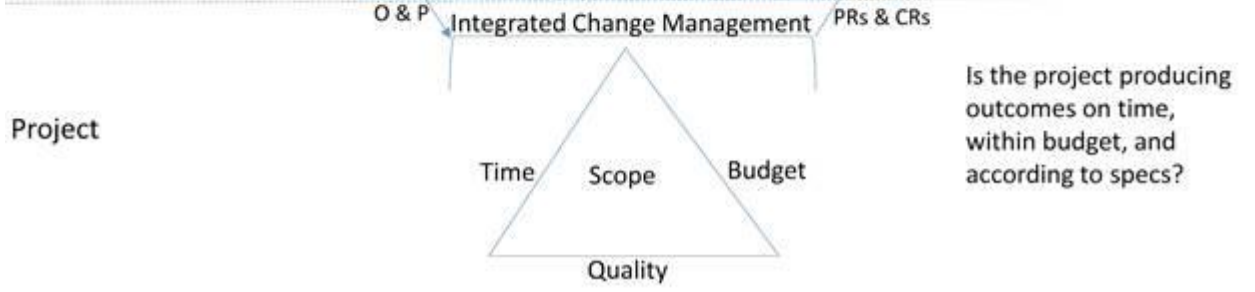 O & P
Integrated Change Management
PRs & CRs
Project
Time
Scope
Budget
Quality
Is the project producing
outcomes on time,
within budget, and
according to specs?